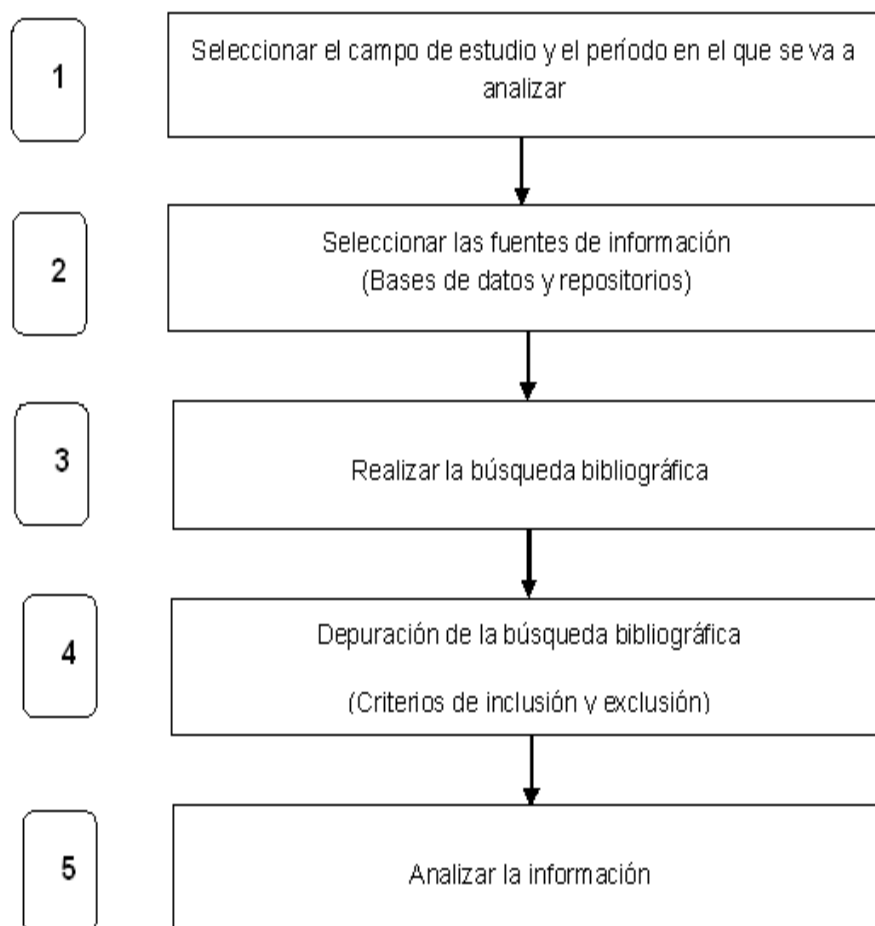 1
Seleccionar el campo de estudio y el período en el que se va a
analizar
2
Seleccionar las fuentes de información
(Bases de datos y repositorios)
3
Realizar la búsqueda bibliográfica
4
Depuración de la búsqueda bibliográfica
(Criterios de inclusión y exclusión)
5
Analizar la información